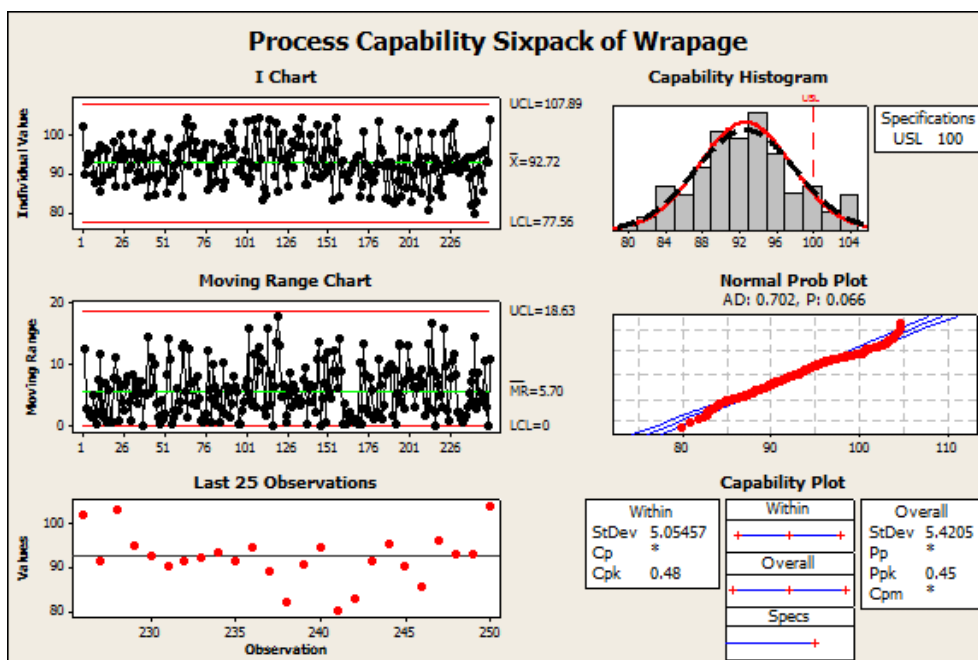 Process Capability Sixpack of Wrapage
I Chart
Individual Value
100
90
80
UCL=107.89
X̅=92.72
LCL=77.56
1 26 51 76 101 126 151 176 201 226
Capability Histogram
USL
80 84 88 92 96 100 104
Specifications
USL 100
Moving Range Chart
Moving Range
20
10
0
UCL=18.63
M̅R̅=5.70
LCL=0
1 26 51 76 101 126 151 176 201 226
Normal Prob Plot
AD: 0.702, P: 0.066
80 90 100 110
Last 25 Observations
Values
100
90
80
230 235 240 245 250
Observation
Capability Plot
Within
StDev 5.05457
Cp *
Cpk 0.48
Within
Overall
Specs
Overall
StDev 5.4205
Pp *
Ppk 0.45
Cpm *